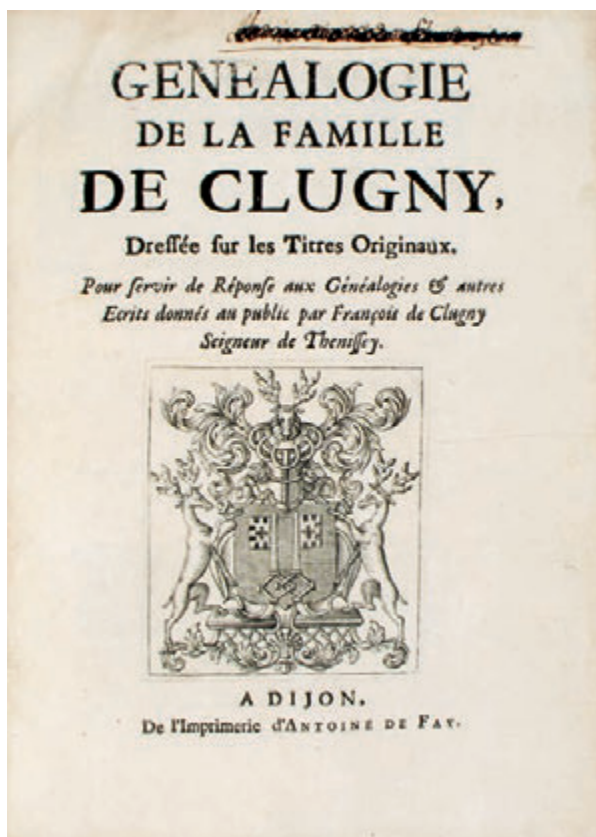 GENEALOGIE
DE LA FAMILLE
DE CLUGNY,
Dreſſée ſur les Titres Originaux.
Pour ſervir de Réponſe aux Généalogies & autres
Ecrits donnés au public par François de Clugny
Seigneur de Theniſſey.
A DIJON,
De l'Imprimerie d'ANTOINE DE FAY.